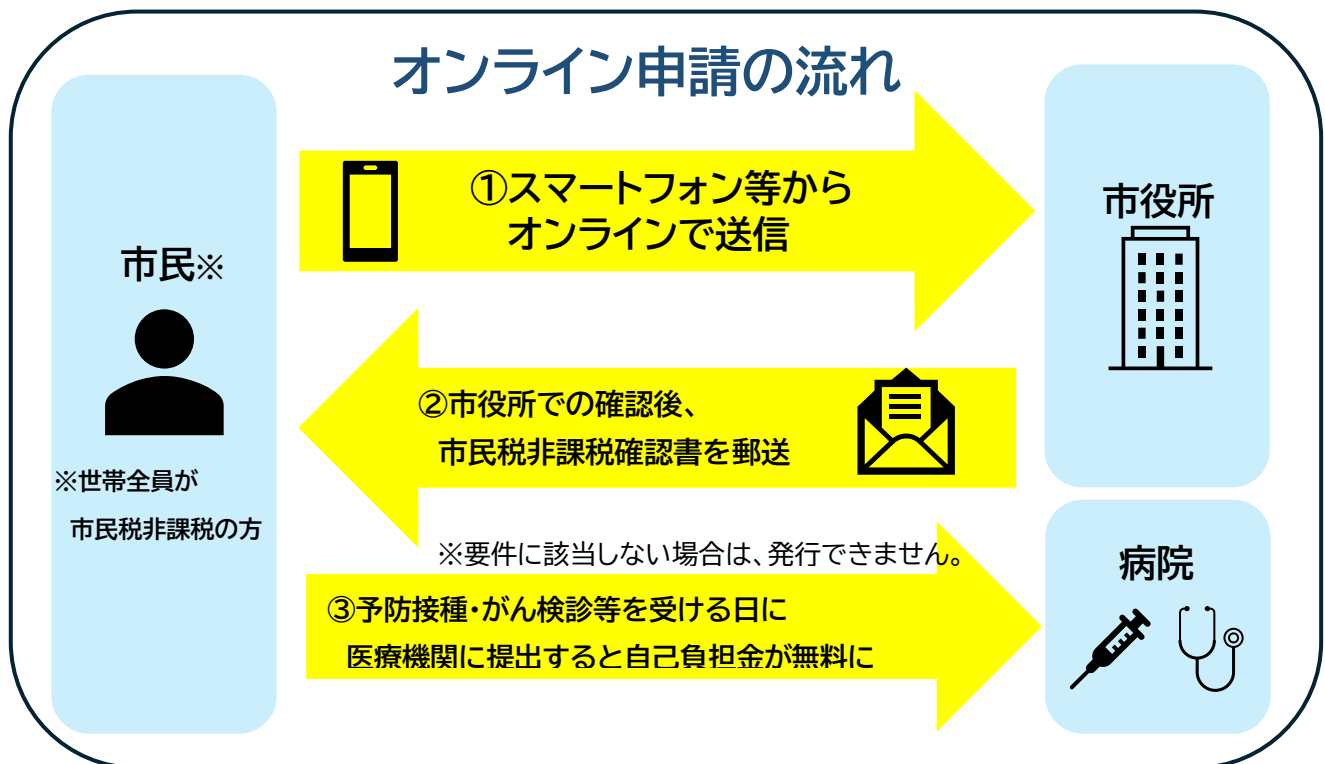 オンライン申請の流れ
市民※
※世帯全員が
市民税非課税の方
①スマートフォン等から
オンラインで送信
市役所
②市役所での確認後、
市民税非課税確認書を郵送
※要件に該当しない場合は、発行できません。
③予防接種・がん検診等を受ける日に
医療機関に提出すると自己負担金が無料に
病院